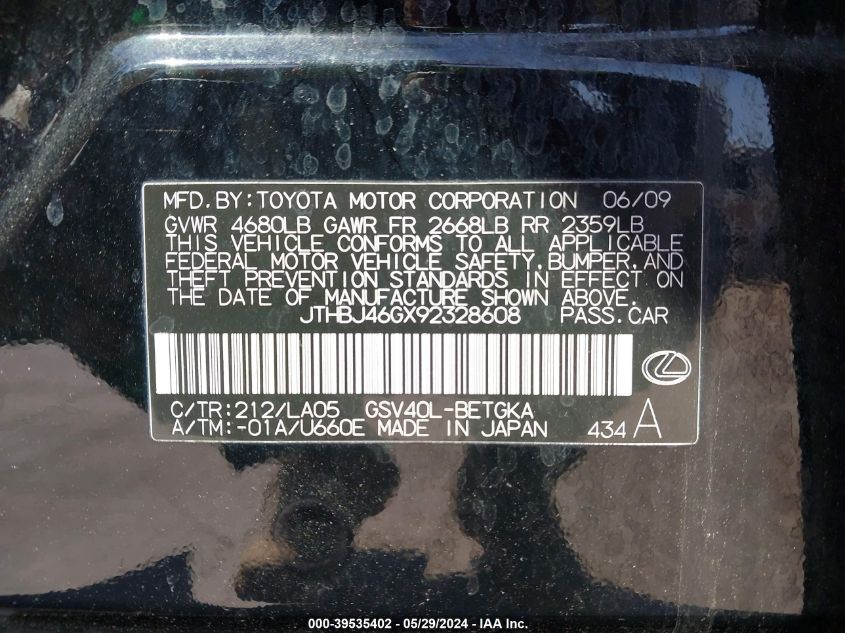 MFD.BY:TOYOTA MOTOR CORPORATION 06/09
GVWR 4680LB GAWR FR 2668LB RR 2359LB
THIS VEHICLE CONFORMS TO ALL APPLICABLE
FEDERAL MOTOR VEHICLE SAFETY,BUMPER,AND
THEFT PREVENTION STANDARDS IN EFFECT ON
THE DATE OF MANUFACTURE SHOWN ABOVE.
JTHBJ46GX92328608 PASS.CAR
C/TR:212/LA05 GSV40L-BETGKA
A/TM:-01A/U660E MADE IN JAPAN 434 A
000-39535402 - 05/29/2024 - IAA Inc.